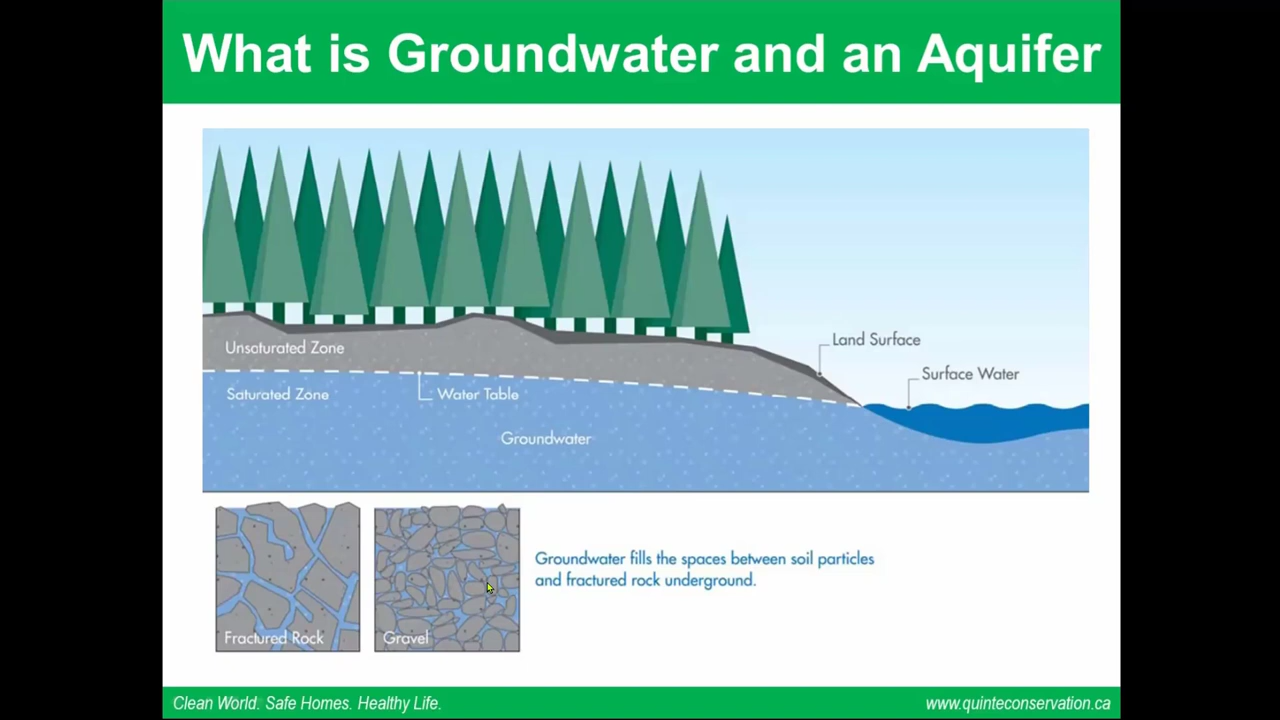 What is Groundwater and an Aquifer
Land Surface
Unsaturated Zone
Surface Water
Saturated Zone
Water Table
Groundwater
Groundwater fills the spaces between soil particles
and fractured rock underground.
Fractured Rock
Gravel
Clean World. Safe Homes. Healthy Life.
www.quinteconservation.ca